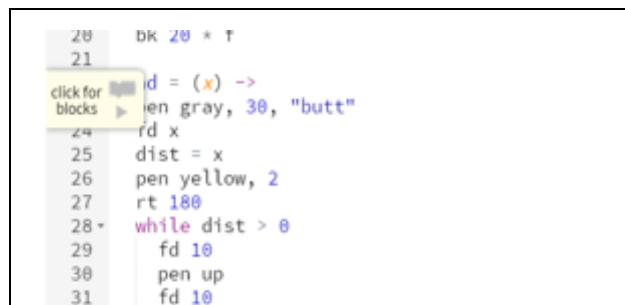 20 bk 20 * f
21
d = (x) ->
click for
blocks
en gray, 30, "butt"
24 fd x
25 dist = x
26 pen yellow, 2
27 rt 180
28 while dist > 0
29 fd 10
30 pen up
31 fd 10